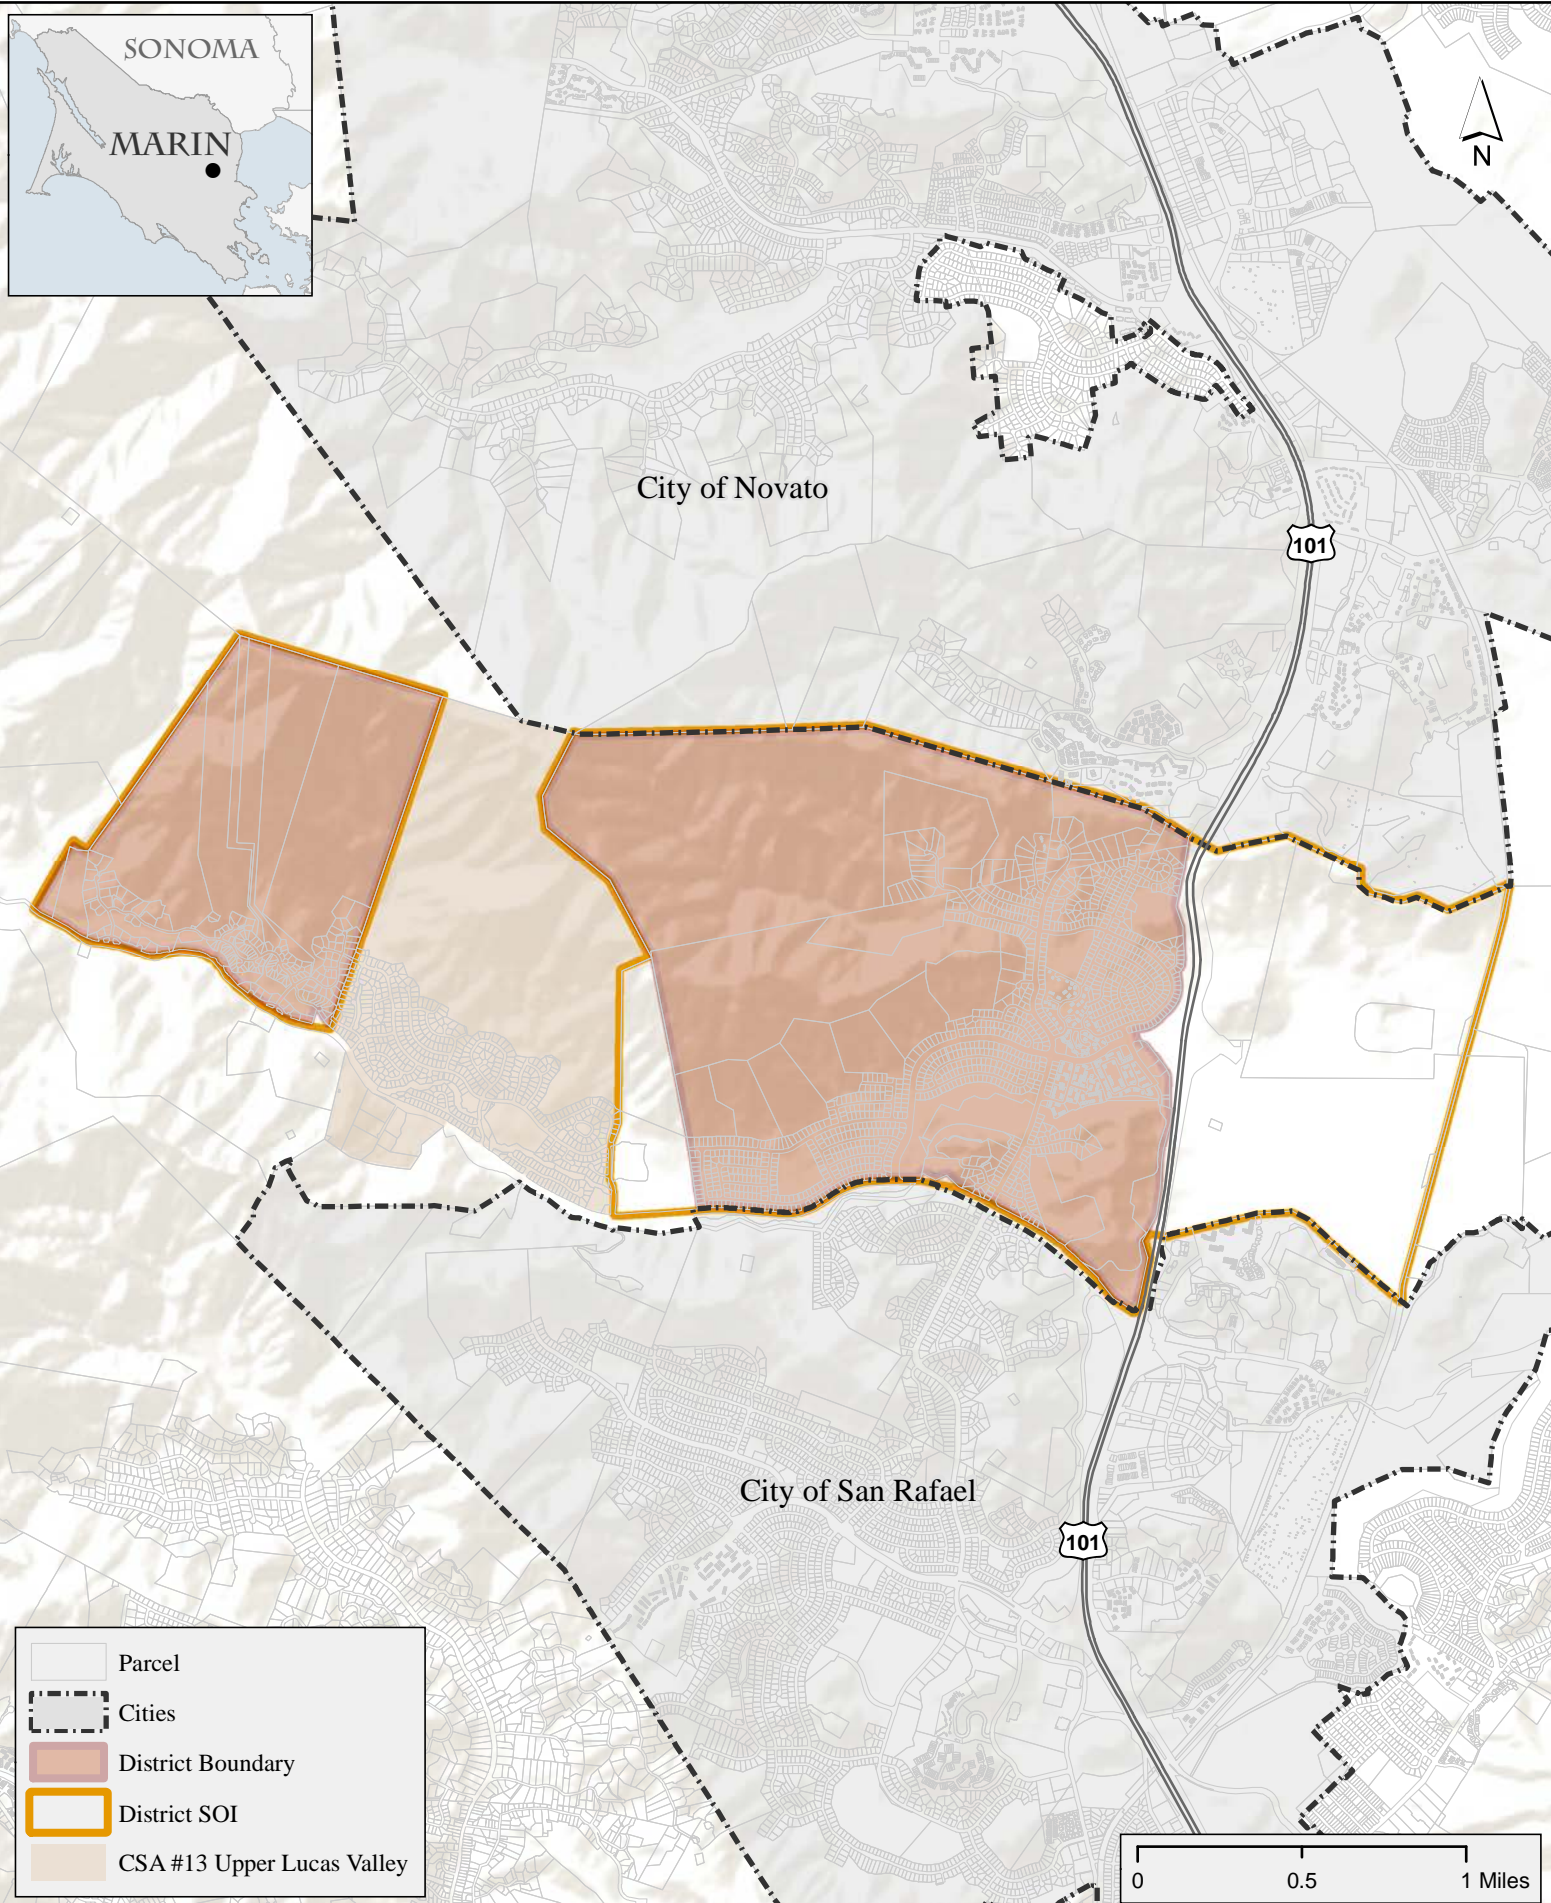 SONOMA
MARIN
N
City of Novato
101
City of San Rafael
101
Parcel
Cities
District Boundary
District SOI
CSA #13 Upper Lucas Valley
0 0.5 1 Miles